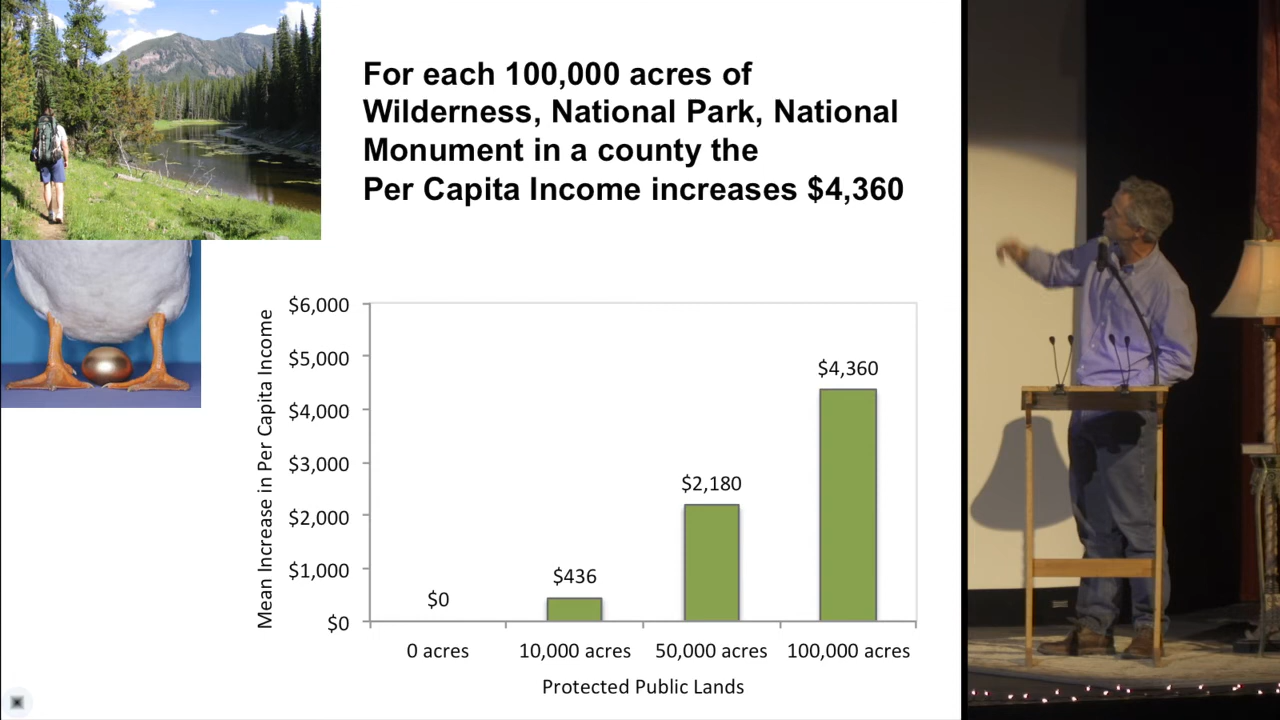 For each 100,000 acres of
Wilderness, National Park, National
Monument in a county the
Per Capita Income increases $4,360
Mean Increase in Per Capita Income
$6,000
$5,000
$4,000
$3,000
$2,000
$1,000
$0
$0
$436
$2,180
$4,360
0 acres
10,000 acres
50,000 acres
100,000 acres
Protected Public Lands